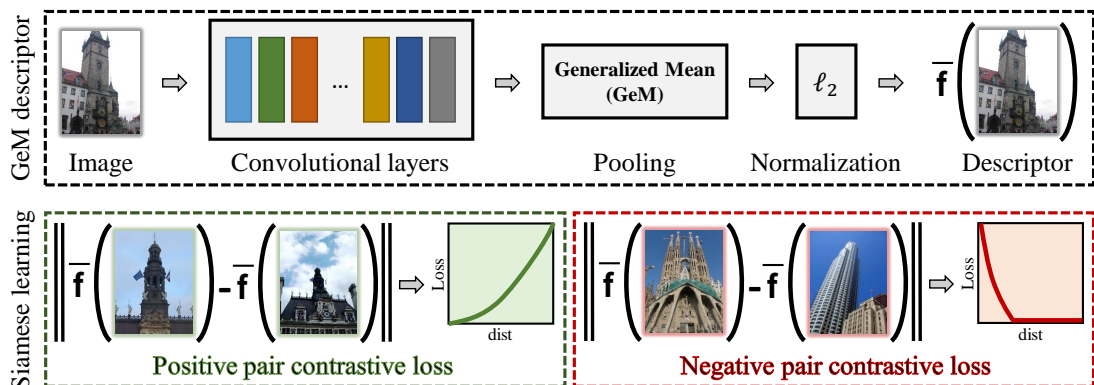 GeM descriptor
...
Generalized Mean
(GeM)
ℓ₂
f̄
Image
Convolutional layers
Pooling
Normalization
Descriptor
Siamese learning
‖ f̄ ( ) - f̄ ( ) ‖
Loss
dist
Positive pair contrastive loss
‖ f̄ ( ) - f̄ ( ) ‖
Loss
dist
Negative pair contrastive loss